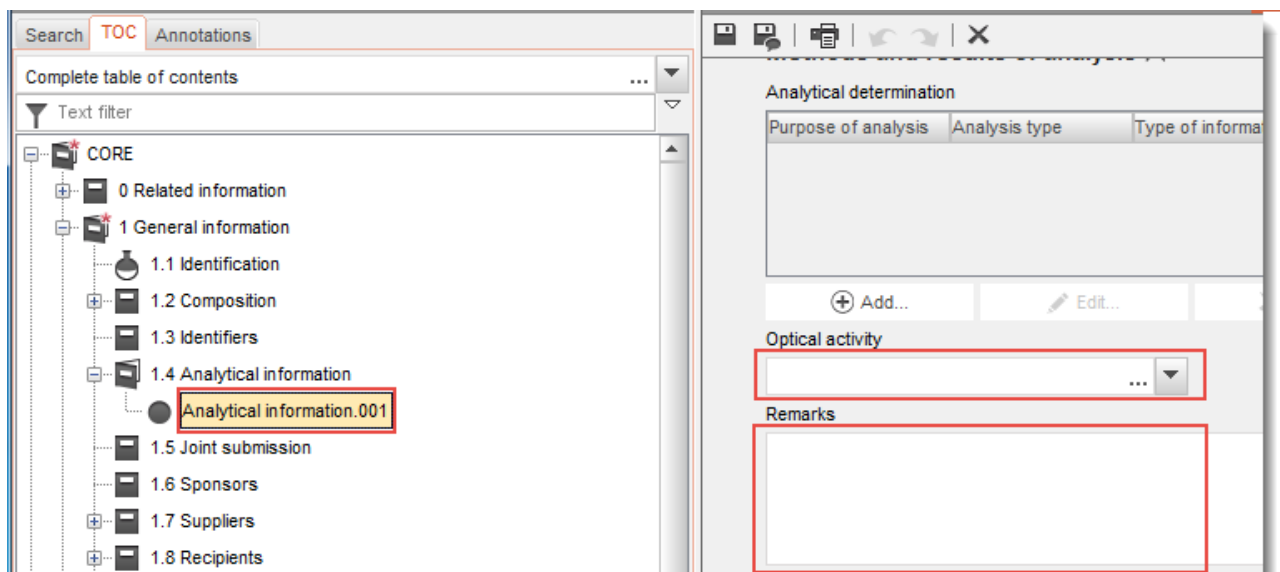 Search TOC Annotations
Complete table of contents ...
Text filter
CORE
0 Related information
1 General information
1.1 Identification
1.2 Composition
1.3 Identifiers
1.4 Analytical information
Analytical information.001
1.5 Joint submission
1.6 Sponsors
1.7 Suppliers
1.8 Recipients
Analytical determination
Purpose of analysis Analysis type Type of informa
Add... Edit...
Optical activity
...
Remarks